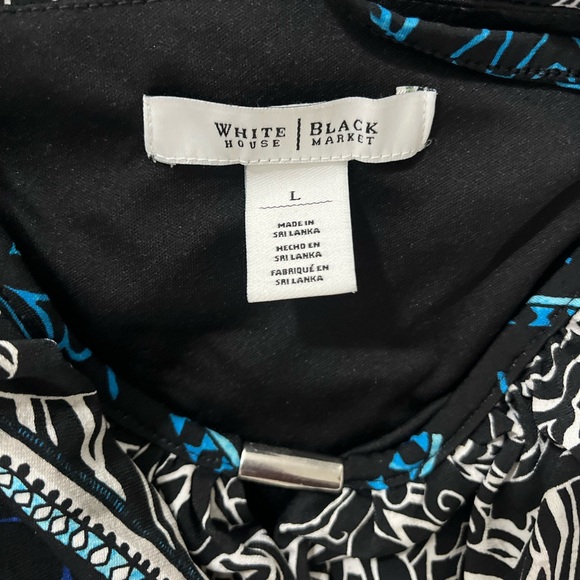 WHITE | BLACK
HOUSE | MARKET
L
MADE IN
SRI LANKA
HECHO EN
SRI LANKA
FABRIQUÉ EN
SRI LANKA